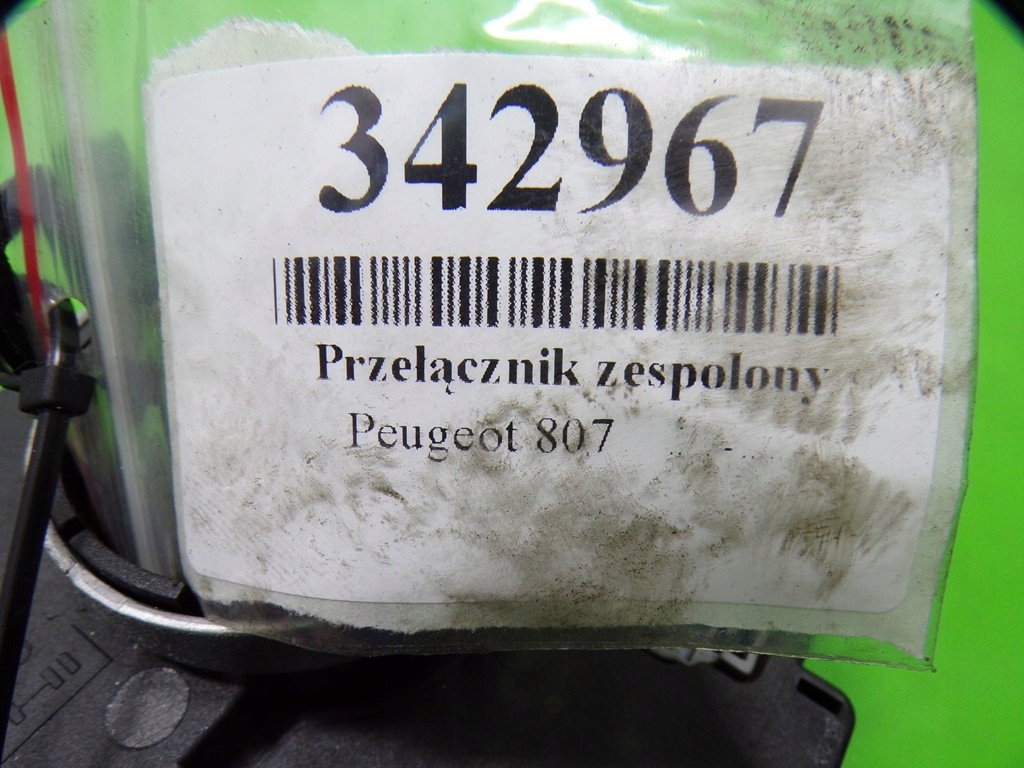 342967
Przełącznik zespolony
Peugeot 807